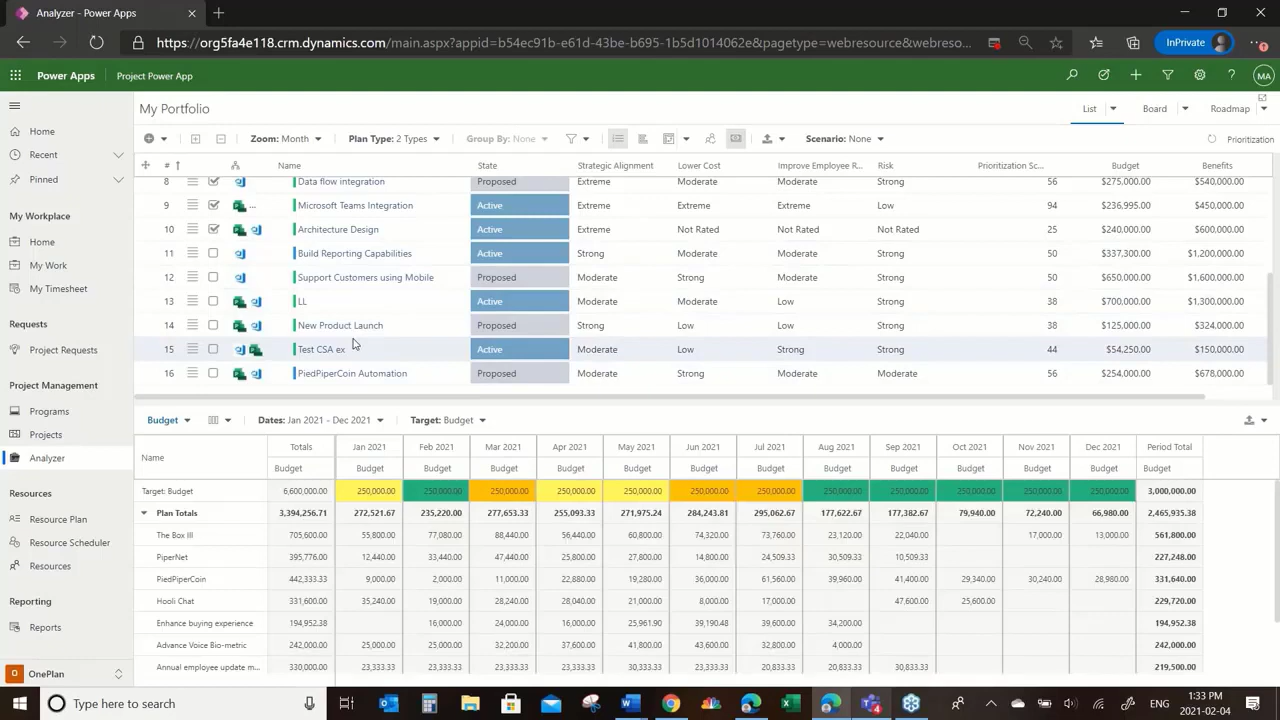 Analyzer - Power Apps
https://org5fa4e118.crm.dynamics.com/main.aspx?appid=b54ec91b-e61d-43be-b695-1b5d1014062e&pagetype=webresource&webreso...
InPrivate
Power Apps Project Power App MA
My Portfolio List Board Roadmap
Zoom: Month Plan Type: 2 Types Group By: None Scenario: None Prioritization
# Name State Strategic Alignment Lower Cost Improve Employee R... Risk Prioritization Sc... Budget Benefits
8 Data flow integration Proposed Extreme Moderate Moderate Strong 56 $275,000.00 $540,000.00
9 ... Microsoft Teams Integration Active Extreme Extreme Extreme Low 94 $236,995.00 $450,000.00
10 Architecture Design Active Extreme Not Rated Not Rated Not Rated 25 $240,000.00 $600,000.00
11 Build Reporting Capabilities Active Strong Moderate Moderate Strong 50 $337,300.00 $1,200,000.00
12 Support Customers using Mobile Proposed Moderate Strong Moderate Strong 50 $650,000.00 $1,600,000.00
13 LL Active Moderate Moderate Low Strong 38 $700,000.00 $1,300,000.00
14 New Product Launch Proposed Strong Low Low Strong 38 $125,000.00 $324,000.00
15 Test CSA ex Active Moderate Low Strong Strong 44 $54,250.00 $150,000.00
16 PiedPiperCoin Automation Proposed Moderate Strong Moderate Moderate 56 $254,000.00 $678,000.00
Home
Recent
Pinned
My Workplace
Home
My Work
My Timesheet
Requests
Project Requests
Project Management
Programs
Projects
Analyzer
Resources
Resource Plan
Resource Scheduler
Resources
Reporting
Reports
O OnePlan
Budget Dates: Jan 2021 - Dec 2021 Target: Budget
Name Totals Jan 2021 Feb 2021 Mar 2021 Apr 2021 May 2021 Jun 2021 Jul 2021 Aug 2021 Sep 2021 Oct 2021 Nov 2021 Dec 2021 Period Total
Budget Budget Budget Budget Budget Budget Budget Budget Budget Budget Budget Budget Budget Budget
Target: Budget 6,600,000.00 250,000.00 250,000.00 250,000.00 250,000.00 250,000.00 250,000.00 250,000.00 250,000.00 250,000.00 250,000.00 250,000.00 250,000.00 3,000,000.00
Plan Totals 3,394,256.71 272,521.67 235,220.00 277,653.33 255,093.33 271,975.24 284,243.81 295,062.67 177,622.67 177,382.67 79,940.00 72,240.00 66,980.00 2,465,935.38
The Box III 705,600.00 55,800.00 77,080.00 88,440.00 56,440.00 60,800.00 74,320.00 73,760.00 23,120.00 22,040.00 17,000.00 13,000.00 561,800.00
PiperNet 395,776.00 12,440.00 33,440.00 47,440.00 25,800.00 27,800.00 14,800.00 24,509.33 30,509.33 10,509.33 227,248.00
PiedPiperCoin 442,333.33 9,000.00 2,000.00 11,000.00 22,880.00 19,280.00 36,000.00 61,560.00 39,960.00 41,400.00 29,340.00 30,240.00 28,980.00 331,640.00
Hooli Chat 331,600.00 35,240.00 19,000.00 28,240.00 28,040.00 21,000.00 8,000.00 17,000.00 47,600.00 25,600.00 229,720.00
Enhance buying experience 194,952.38 16,000.00 24,000.00 16,000.00 25,961.90 39,190.48 39,600.00 34,200.00 194,952.38
Advance Voice Bio-metric 242,000.00 25,000.00 25,000.00 32,200.00 37,600.00 41,800.00 43,600.00 32,800.00 4,000.00 242,000.00
Annual employee update m... 330,000.00 23,333.33 23,333.33 23,333.33 23,333.33 30,333.33 23,333.33 20,833.33 20,833.33 30,833.33 219,500.00
Type here to search ENG 1:33 PM 2021-02-04